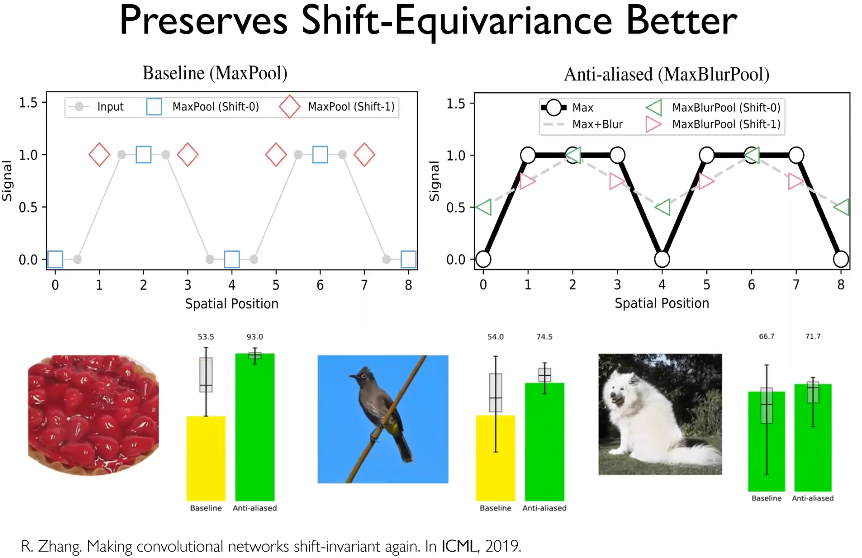 Preserves Shift-Equivariance Better
Baseline (MaxPool)
Input
MaxPool (Shift-0)
MaxPool (Shift-1)
Signal
1.5
1.0
0.5
0.0
0 1 2 3 4 5 6 7 8
Spatial Position
Anti-aliased (MaxBlurPool)
Max
Max+Blur
MaxBlurPool (Shift-0)
MaxBlurPool (Shift-1)
Signal
1.5
1.0
0.5
0.0
0 1 2 3 4 5 6 7 8
Spatial Position
53.5 93.0
Baseline Anti-aliased
54.0 74.5
Baseline Anti-aliased
66.7 71.7
Baseline Anti-aliased
R. Zhang. Making convolutional networks shift-invariant again. In ICML, 2019.